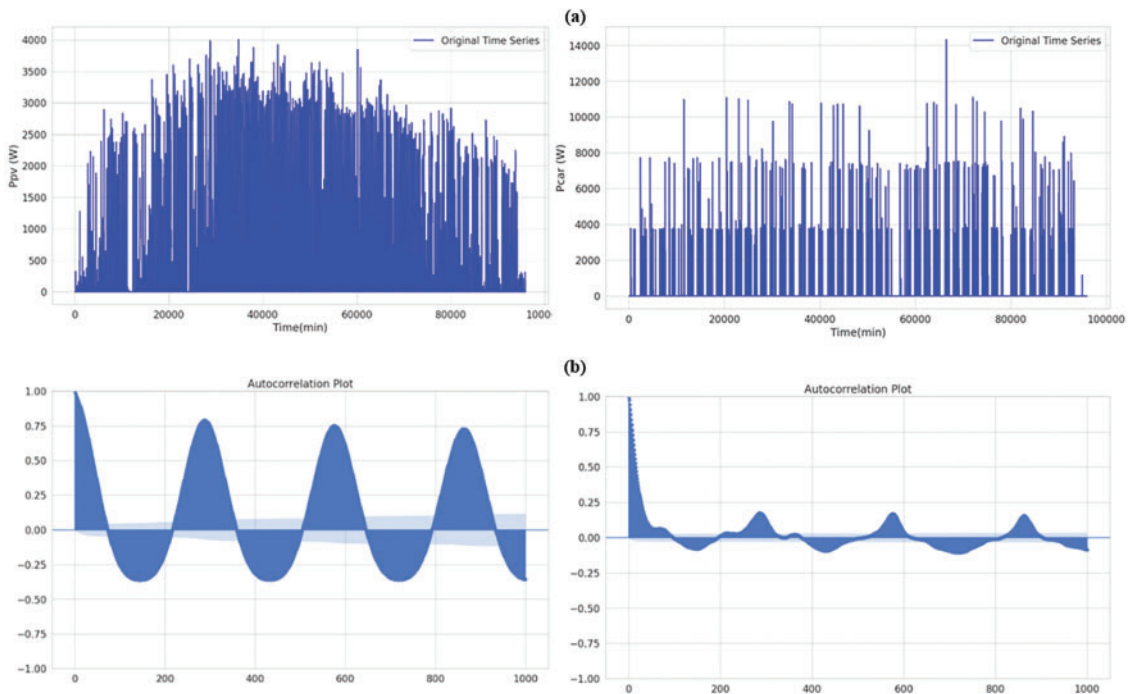 (a)
4000
3500
3000
2500
2000
1500
1000
500
0
Ppv (W)
Original Time Series
0 20000 40000 60000 80000 1000
Time(min)
14000
12000
10000
8000
6000
4000
2000
0
Pcar (W)
Original Time Series
0 20000 40000 60000 80000 100000
Time(min)
(b)
Autocorrelation Plot
1.00
0.75
0.50
0.25
0.00
−0.25
−0.50
−0.75
−1.00
0 200 400 600 800 1000
Autocorrelation Plot
1.00
0.75
0.50
0.25
0.00
−0.25
−0.50
−0.75
−1.00
0 200 400 600 800 1000